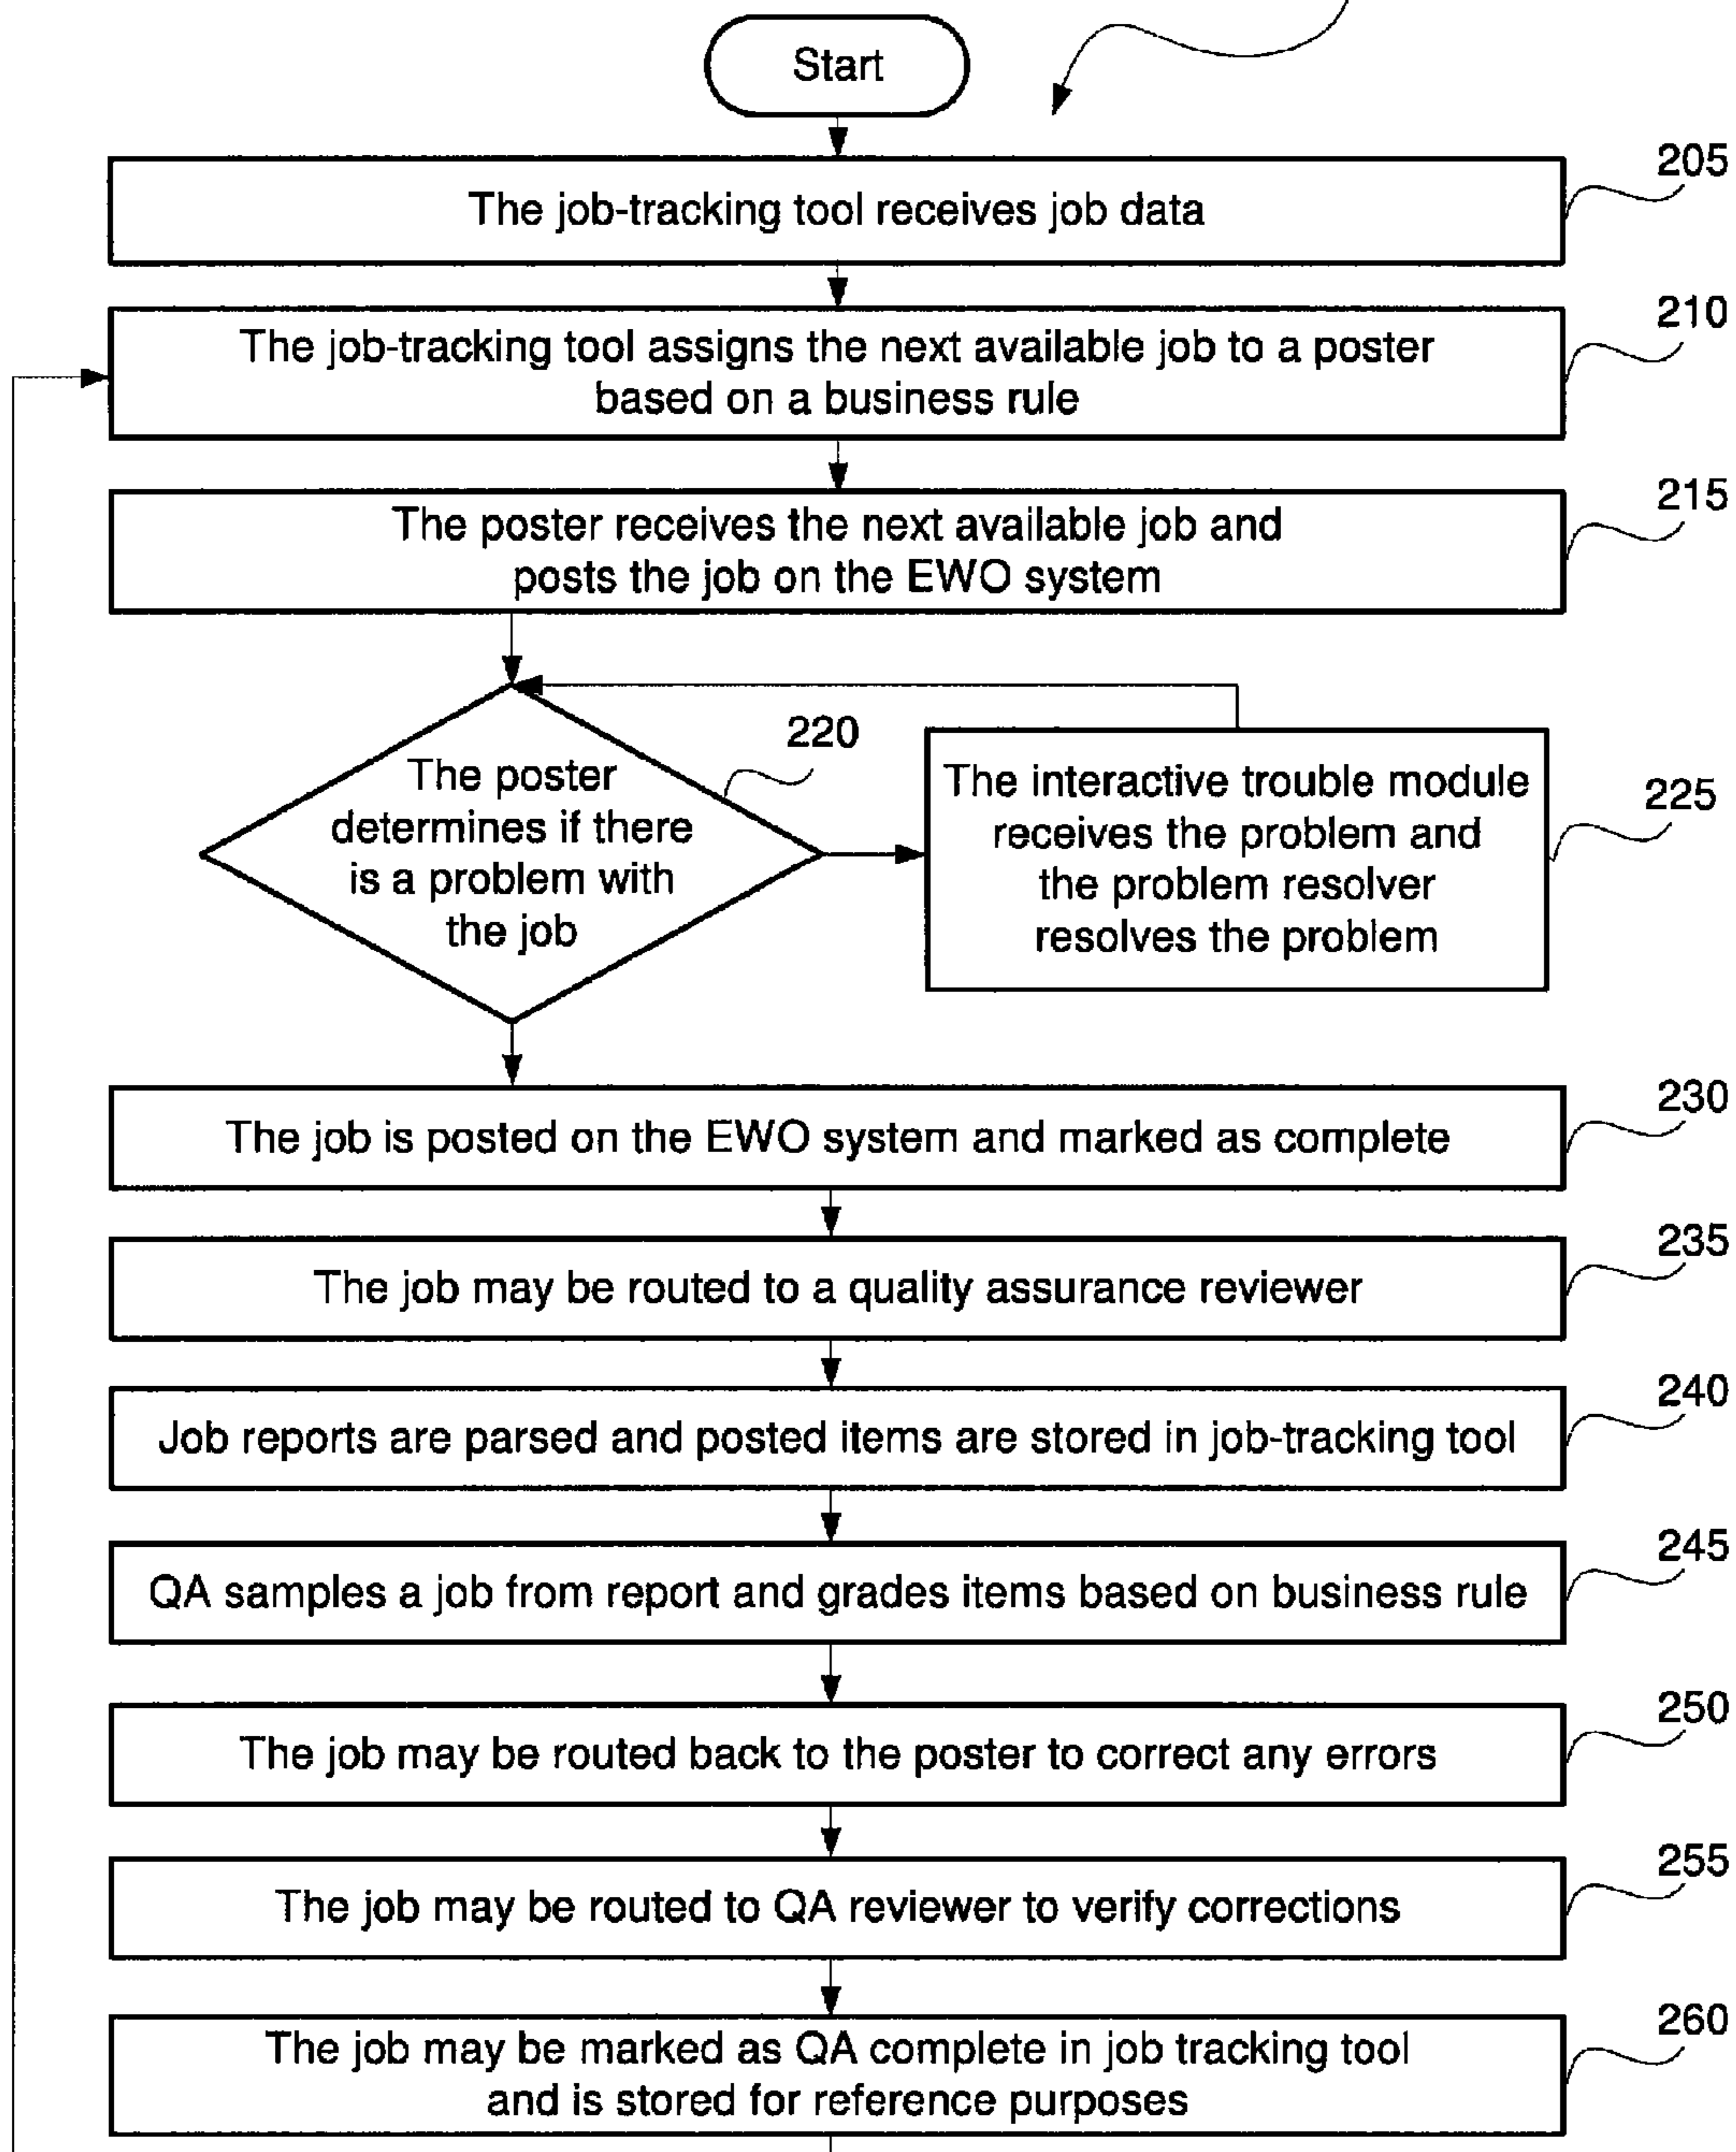 Start
205
The job-tracking tool receives job data
210
The job-tracking tool assigns the next available job to a poster
based on a business rule
215
The poster receives the next available job and
posts the job on the EWO system
220
The poster
determines if there
is a problem with
the job
225
The interactive trouble module
receives the problem and
the problem resolver
resolves the problem
230
The job is posted on the EWO system and marked as complete
235
The job may be routed to a quality assurance reviewer
240
Job reports are parsed and posted items are stored in job-tracking tool
245
QA samples a job from report and grades items based on business rule
250
The job may be routed back to the poster to correct any errors
255
The job may be routed to QA reviewer to verify corrections
260
The job may be marked as QA complete in job tracking tool
and is stored for reference purposes